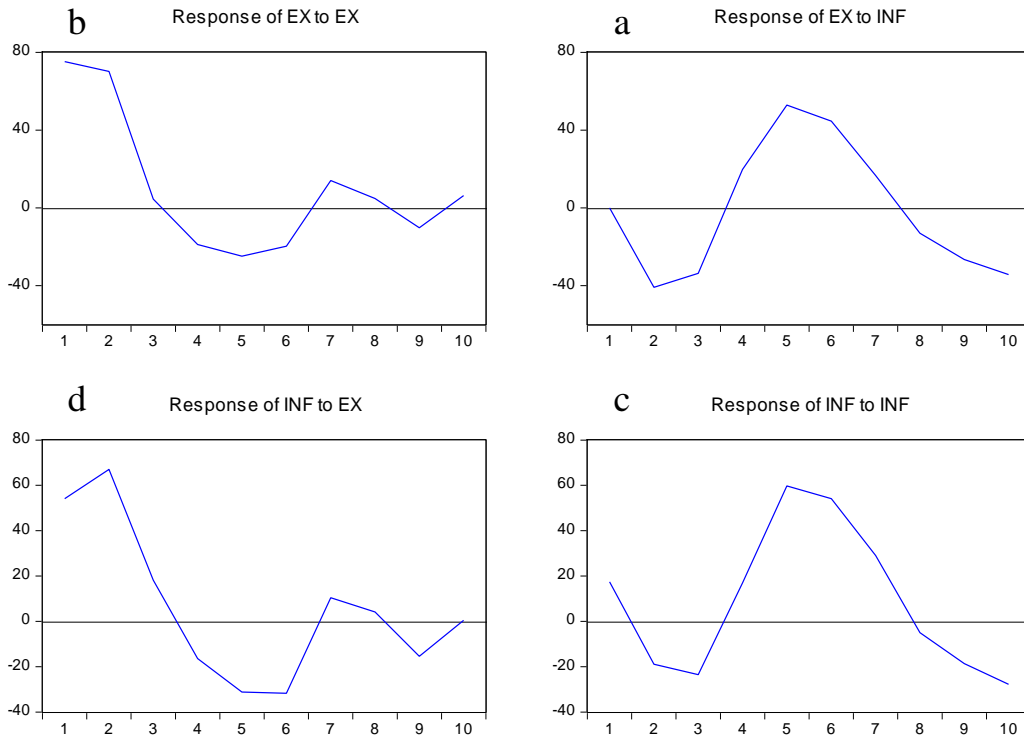 b
Response of EX to EX
80
40
0
-40
1 2 3 4 5 6 7 8 9 10
a
Response of EX to INF
80
40
0
-40
1 2 3 4 5 6 7 8 9 10
d
Response of INF to EX
80
60
40
20
0
-20
-40
1 2 3 4 5 6 7 8 9 10
c
Response of INF to INF
80
60
40
20
0
-20
-40
1 2 3 4 5 6 7 8 9 10